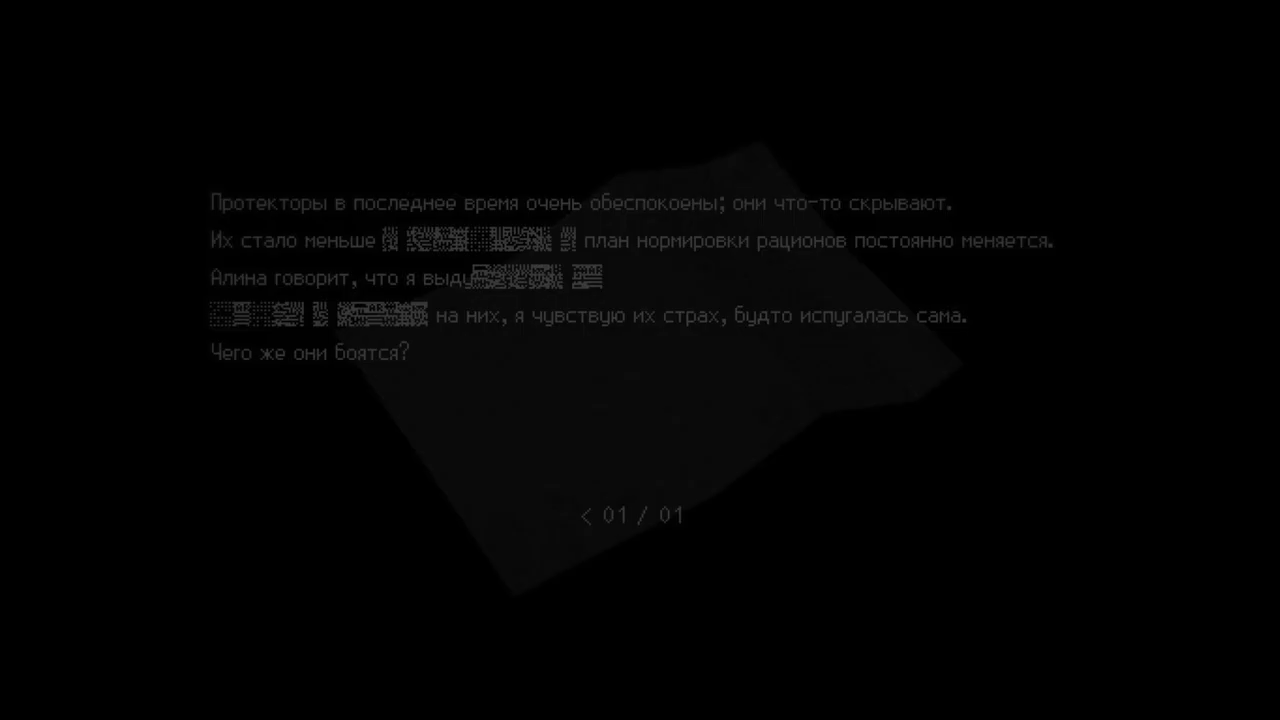 Протекторы в последнее время очень обеспокоены; они что-то скрывают.
Их стало меньше план нормировки рационов постоянно меняется.
Алина говорит, что я выду
на них, я чувствую их страх, будто испугалась сама.
Чего же они боятся?
< 01 / 01